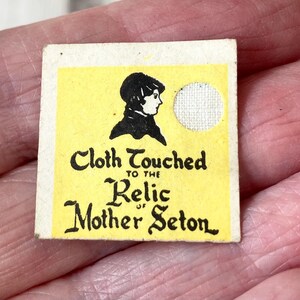 Cloth Touched
TO THE
Relic
OF
Mother Seton